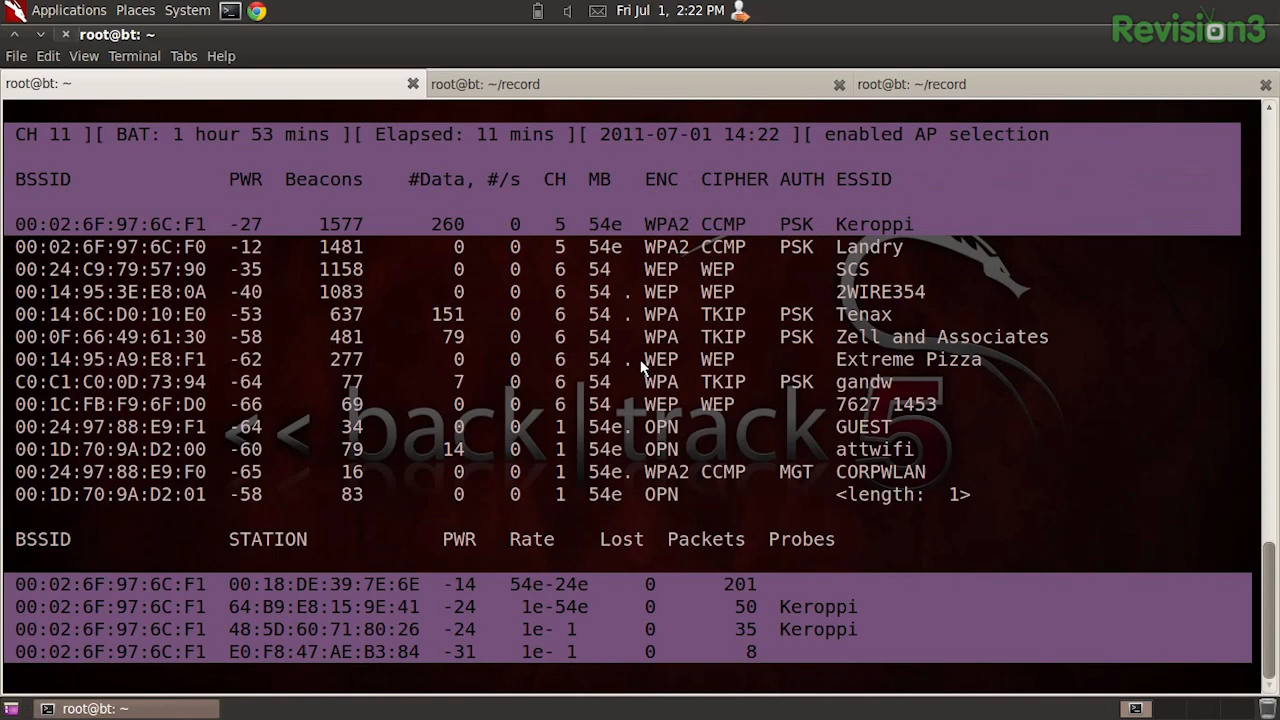 Applications Places System Fri Jul 1, 2:22 PM
Revision3
root@bt: ~
File Edit View Terminal Tabs Help
root@bt: ~ root@bt: ~/record root@bt: ~/record
CH 11 ][ BAT: 1 hour 53 mins ][ Elapsed: 11 mins ][ 2011-07-01 14:22 ][ enabled AP selection
BSSID PWR Beacons #Data, #/s CH MB ENC CIPHER AUTH ESSID
00:02:6F:97:6C:F1 -27 1577 260 0 5 54e WPA2 CCMP PSK Keroppi
00:02:6F:97:6C:F0 -12 1481 0 0 5 54e WPA2 CCMP PSK Landry
00:24:C9:79:57:90 -35 1158 0 0 6 54 WEP WEP SCS
00:14:95:3E:E8:0A -40 1083 0 0 6 54 . WEP WEP 2WIRE354
00:14:6C:D0:10:E0 -53 637 151 0 6 54 . WPA TKIP PSK Tenax
00:0F:66:49:61:30 -58 481 79 0 6 54 WPA TKIP PSK Zell and Associates
00:14:95:A9:E8:F1 -62 277 0 0 6 54 . WEP WEP Extreme Pizza
C0:C1:C0:0D:73:94 -64 77 7 0 6 54 WPA TKIP PSK gandw
00:1C:FB:F9:6F:D0 -66 69 0 0 6 54 WEP WEP 7627 1453
00:24:97:88:E9:F1 -64 34 0 0 1 54e. OPN GUEST
00:1D:70:9A:D2:00 -60 79 14 0 1 54e. OPN attwifi
00:24:97:88:E9:F0 -65 16 0 0 1 54e. WPA2 CCMP MGT CORPWLAN
00:1D:70:9A:D2:01 -58 83 0 0 1 54e OPN <length: 1>
<< back | track 5
BSSID STATION PWR Rate Lost Packets Probes
00:02:6F:97:6C:F1 00:18:DE:39:7E:6E -14 54e-24e 0 201
00:02:6F:97:6C:F1 64:B9:E8:15:9E:41 -24 1e-54e 0 50 Keroppi
00:02:6F:97:6C:F1 48:5D:60:71:80:26 -24 1e- 1 0 35 Keroppi
00:02:6F:97:6C:F1 E0:F8:47:AE:B3:84 -31 1e- 1 0 8
root@bt: ~